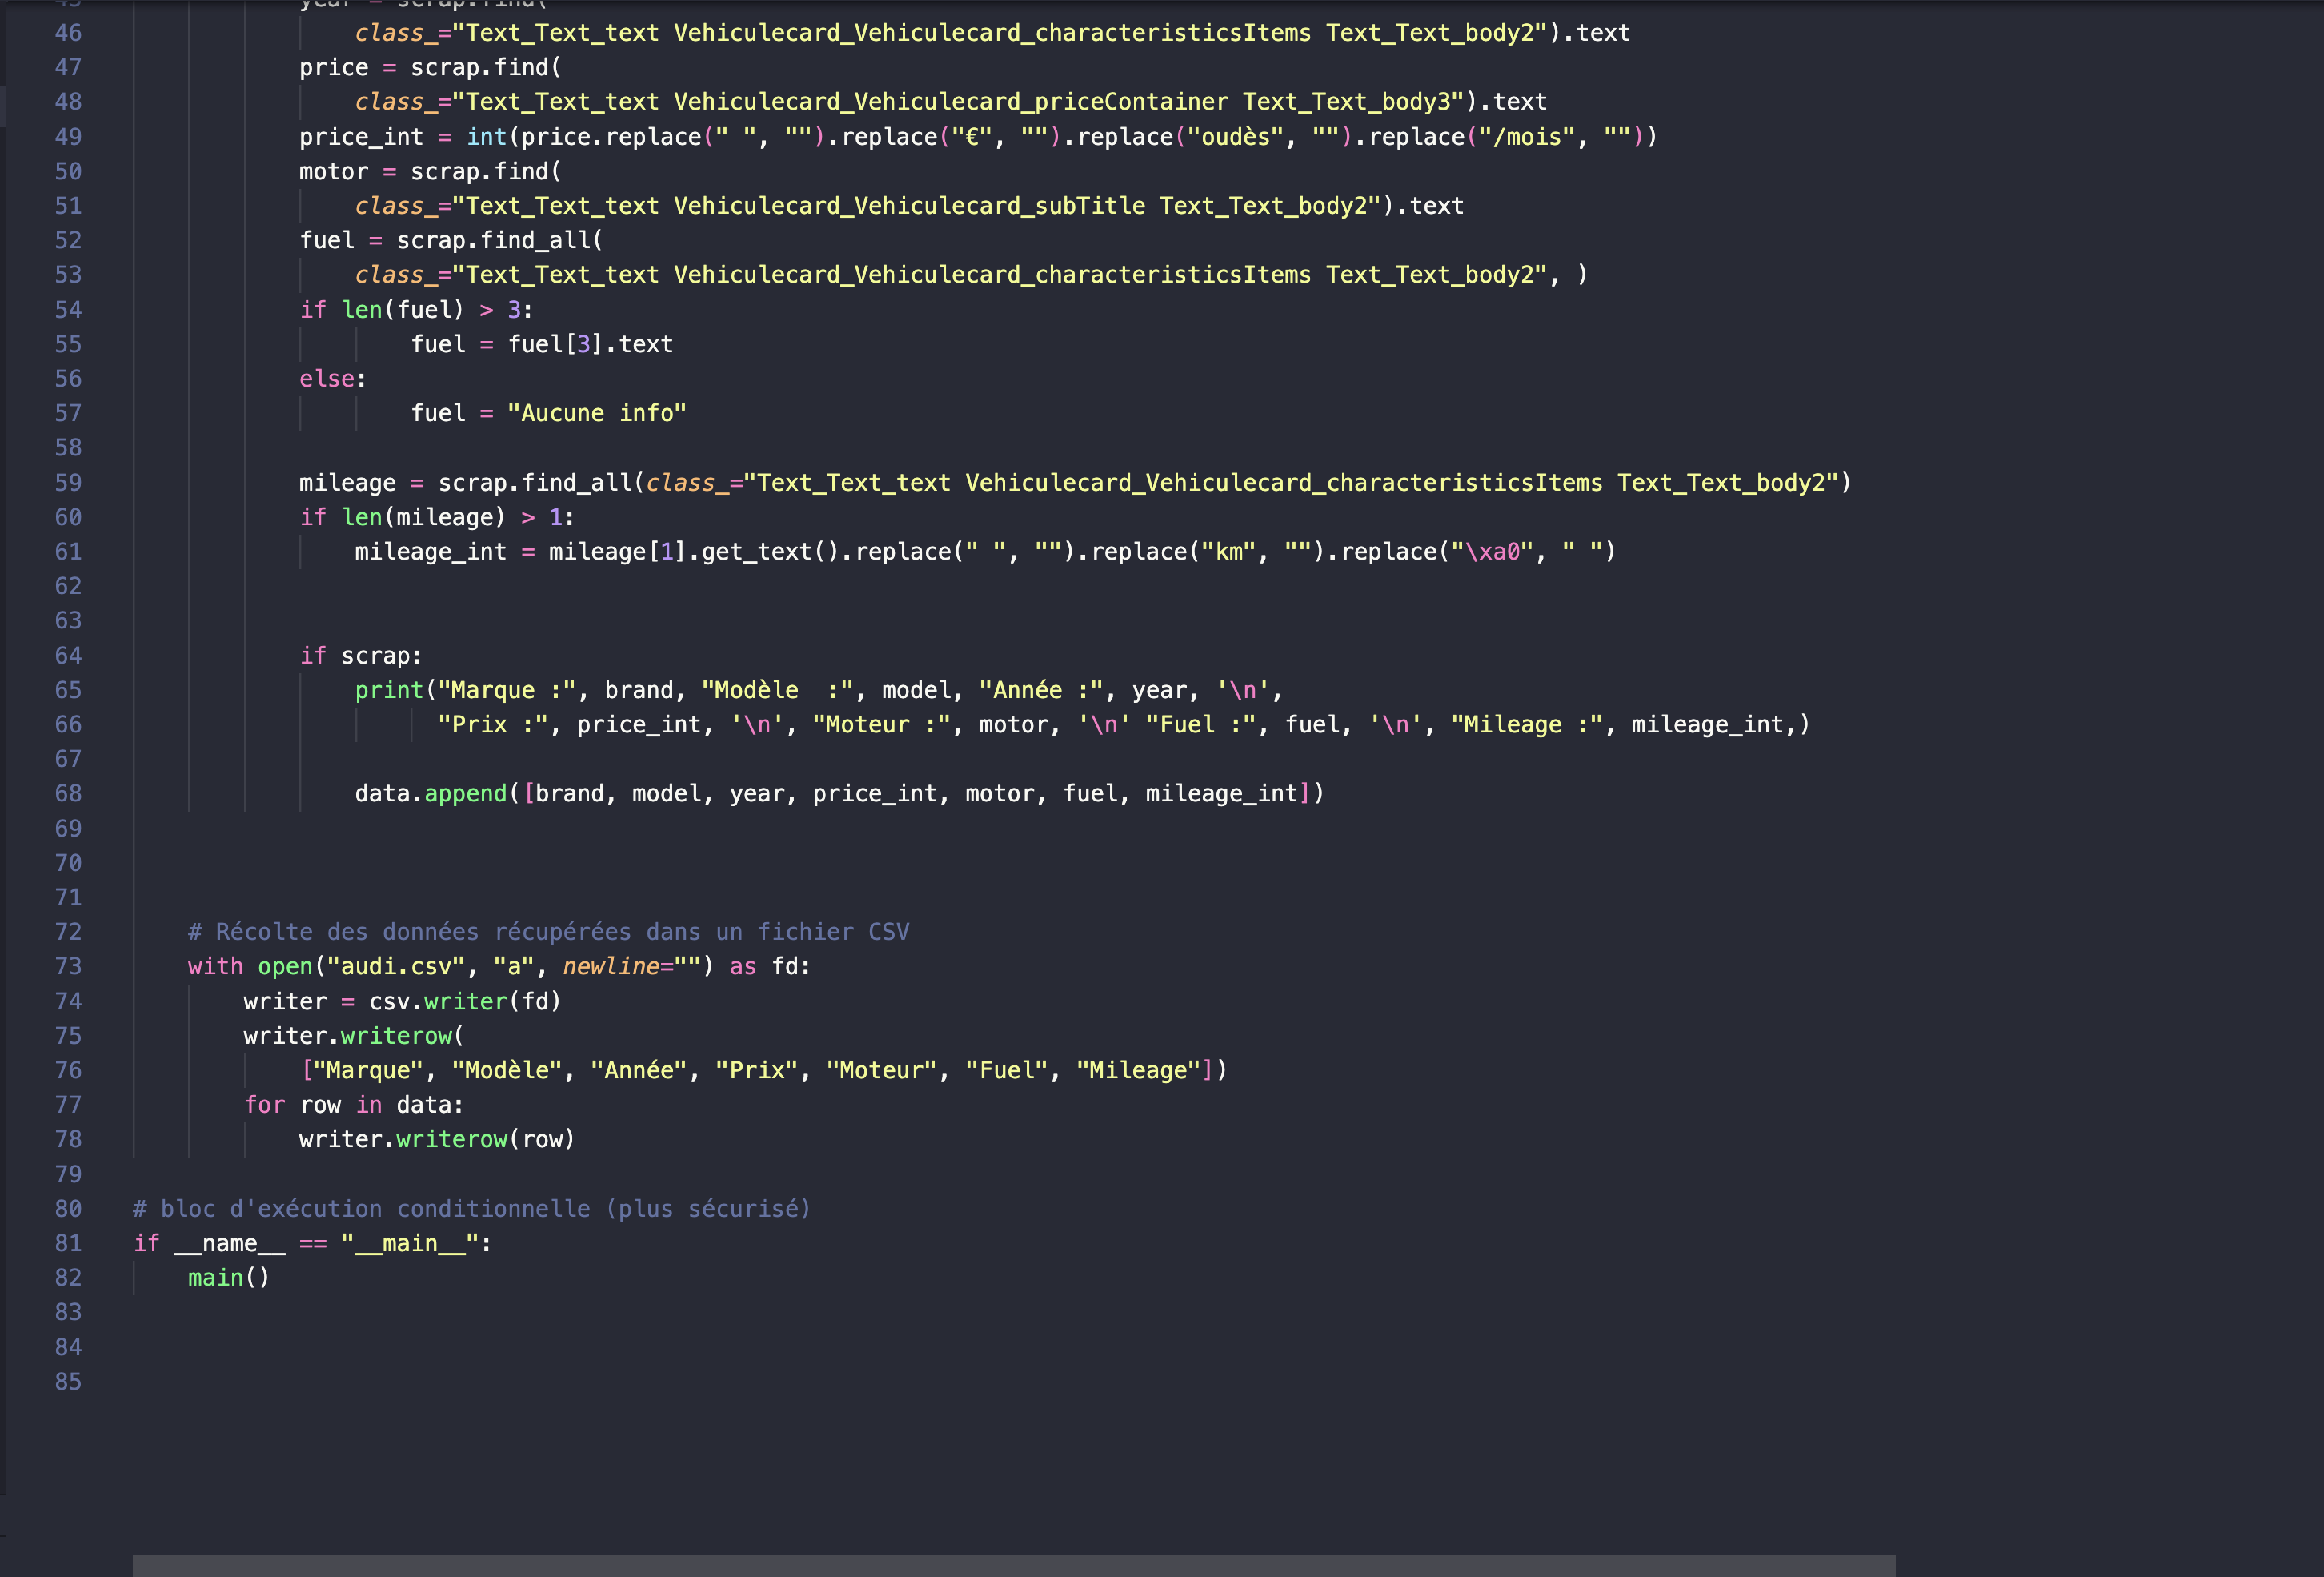 45 year = scrap.find(
46 class_="Text_Text_text Vehiculecard_Vehiculecard_characteristicsItems Text_Text_body2").text
47 price = scrap.find(
48 class_="Text_Text_text Vehiculecard_Vehiculecard_priceContainer Text_Text_body3").text
49 price_int = int(price.replace(" ", "").replace("€", "").replace("oudès", "").replace("/mois", ""))
50 motor = scrap.find(
51 class_="Text_Text_text Vehiculecard_Vehiculecard_subTitle Text_Text_body2").text
52 fuel = scrap.find_all(
53 class_="Text_Text_text Vehiculecard_Vehiculecard_characteristicsItems Text_Text_body2", )
54 if len(fuel) > 3:
55 fuel = fuel[3].text
56 else:
57 fuel = "Aucune info"
58
59 mileage = scrap.find_all(class_="Text_Text_text Vehiculecard_Vehiculecard_characteristicsItems Text_Text_body2")
60 if len(mileage) > 1:
61 mileage_int = mileage[1].get_text().replace(" ", "").replace("km", "").replace("\xa0", " ")
62
63
64 if scrap:
65 print("Marque :", brand, "Modèle  :", model, "Année :", year, '\n',
66 "Prix :", price_int, '\n', "Moteur :", motor, '\n' "Fuel :", fuel, '\n', "Mileage :", mileage_int,)
67
68 data.append([brand, model, year, price_int, motor, fuel, mileage_int])
69
70
71
72 # Récolte des données récupérées dans un fichier CSV
73 with open("audi.csv", "a", newline="") as fd:
74 writer = csv.writer(fd)
75 writer.writerow(
76 ["Marque", "Modèle", "Année", "Prix", "Moteur", "Fuel", "Mileage"])
77 for row in data:
78 writer.writerow(row)
79
80 # bloc d'exécution conditionnelle (plus sécurisé)
81 if __name__ == "__main__":
82 main()
83
84
85